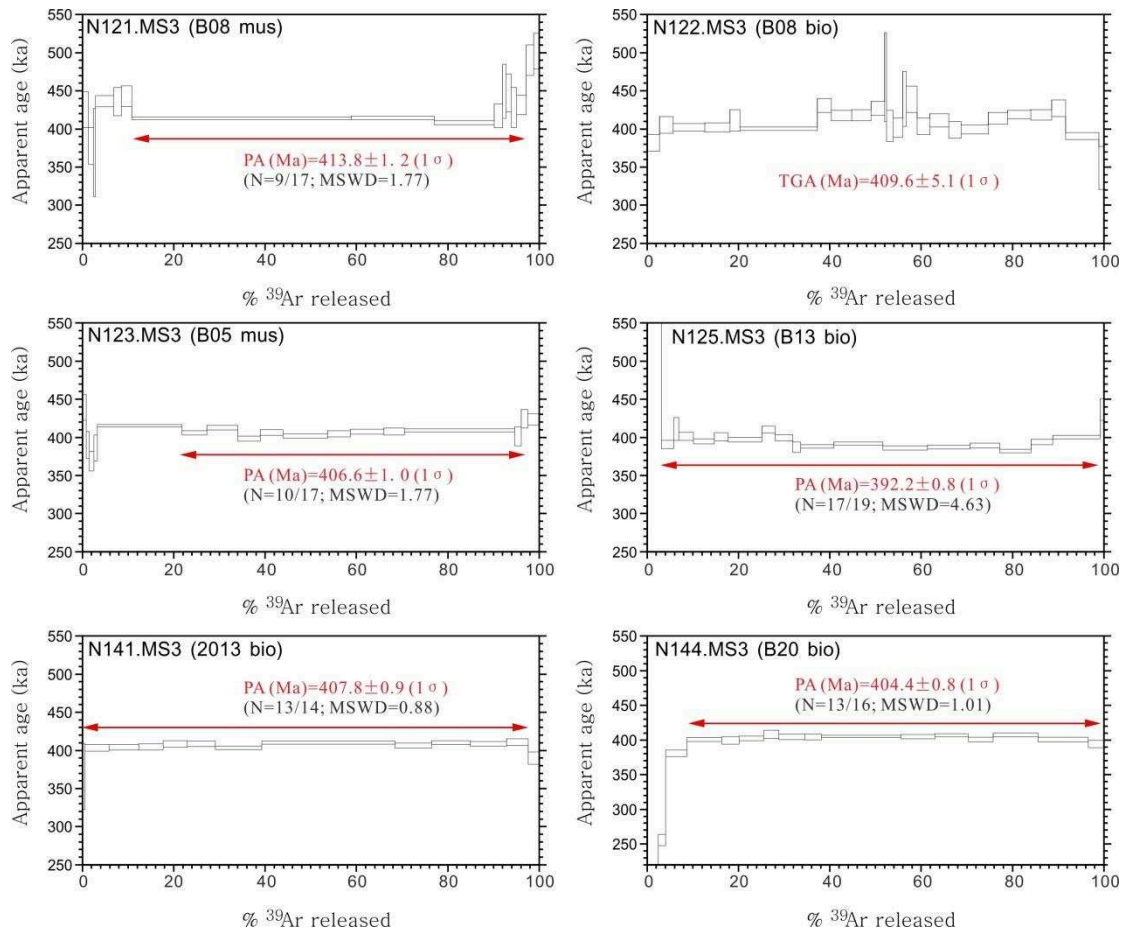 N121.MS3 (B08 mus)
550
500
450
400
350
300
250
Apparent age (ka)
PA (Ma)=413.8±1.2 (1σ)
(N=9/17; MSWD=1.77)
0 20 40 60 80 100
% ³⁹Ar released
N122.MS3 (B08 bio)
550
500
450
400
350
300
250
Apparent age (ka)
TGA (Ma)=409.6±5.1 (1σ)
0 20 40 60 80 100
% ³⁹Ar released
N123.MS3 (B05 mus)
550
500
450
400
350
300
250
Apparent age (ka)
PA (Ma)=406.6±1.0 (1σ)
(N=10/17; MSWD=1.77)
0 20 40 60 80 100
% ³⁹Ar released
N125.MS3 (B13 bio)
550
500
450
400
350
300
250
Apparent age (ka)
PA (Ma)=392.2±0.8 (1σ)
(N=17/19; MSWD=4.63)
0 20 40 60 80 100
% ³⁹Ar released
N141.MS3 (2013 bio)
550
500
450
400
350
300
250
Apparent age (ka)
PA (Ma)=407.8±0.9 (1σ)
(N=13/14; MSWD=0.88)
0 20 40 60 80 100
% ³⁹Ar released
N144.MS3 (B20 bio)
550
500
450
400
350
300
250
Apparent age (ka)
PA (Ma)=404.4±0.8 (1σ)
(N=13/16; MSWD=1.01)
0 20 40 60 80 100
% ³⁹Ar released